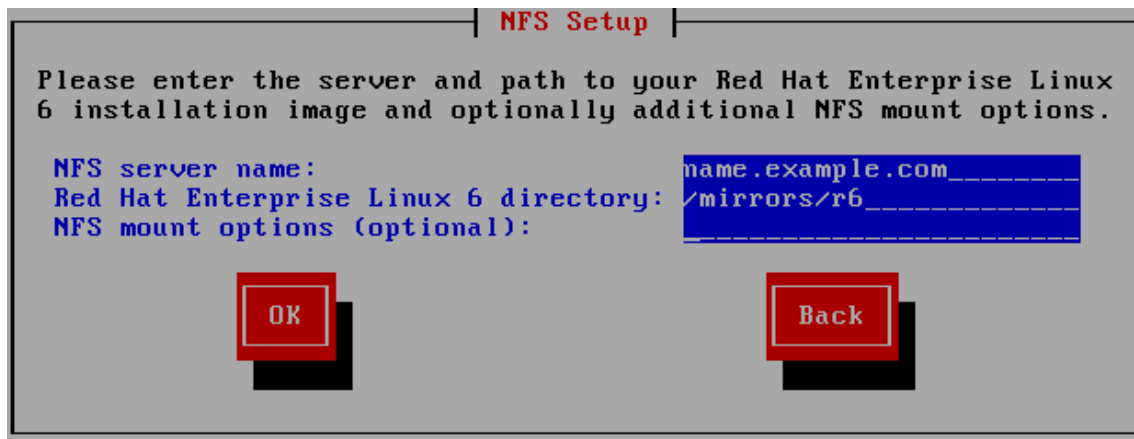 NFS Setup
Please enter the server and path to your Red Hat Enterprise Linux
6 installation image and optionally additional NFS mount options.
NFS server name: name.example.com________
Red Hat Enterprise Linux 6 directory: /mirrors/r6_____________
NFS mount options (optional): ________________________
OK Back